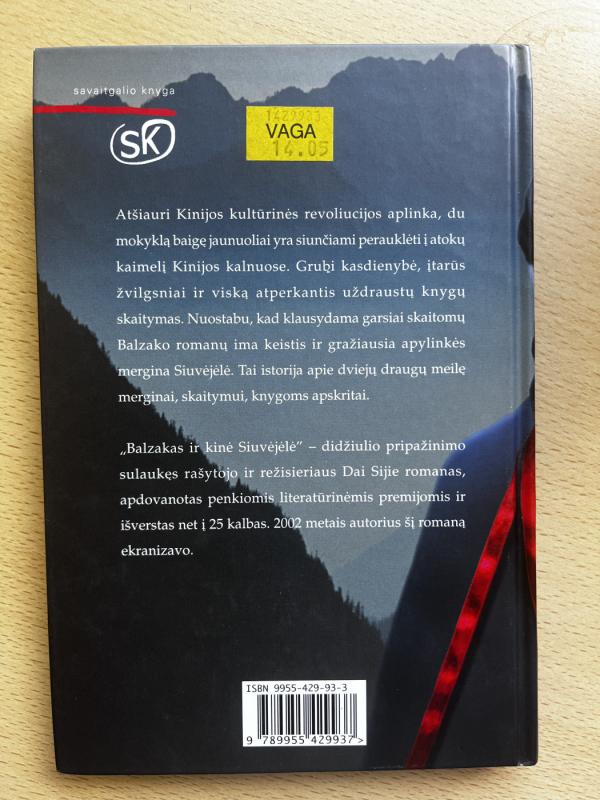 savaitgalio knyga
SK
1429933
VAGA
14.05
Atšiauri Kinijos kultūrinės revoliucijos aplinka, du
mokyklą baigę jaunuoliai yra siunčiami perauklėti į atokų
kaimelį Kinijos kalnuose. Grubi kasdienybė, įtarūs
žvilgsniai ir viską atperkantis uždraustų knygų
skaitymas. Nuostabu, kad klausydama garsiai skaitomų
Balzako romanų ima keistis ir gražiausia apylinkės
mergina Siuvėjėlė. Tai istorija apie dviejų draugų meilę
merginai, skaitymui, knygoms apskritai.
„Balzakas ir kinė Siuvėjėlė” – didžiulio pripažinimo
sulaukęs rašytojo ir režisieriaus Dai Sijie romanas,
apdovanotas penkiomis literatūrinėmis premijomis ir
išverstas net į 25 kalbas. 2002 metais autorius šį romaną
ekranizavo.
ISBN 9955-429-93-3
9 789955 429937 >